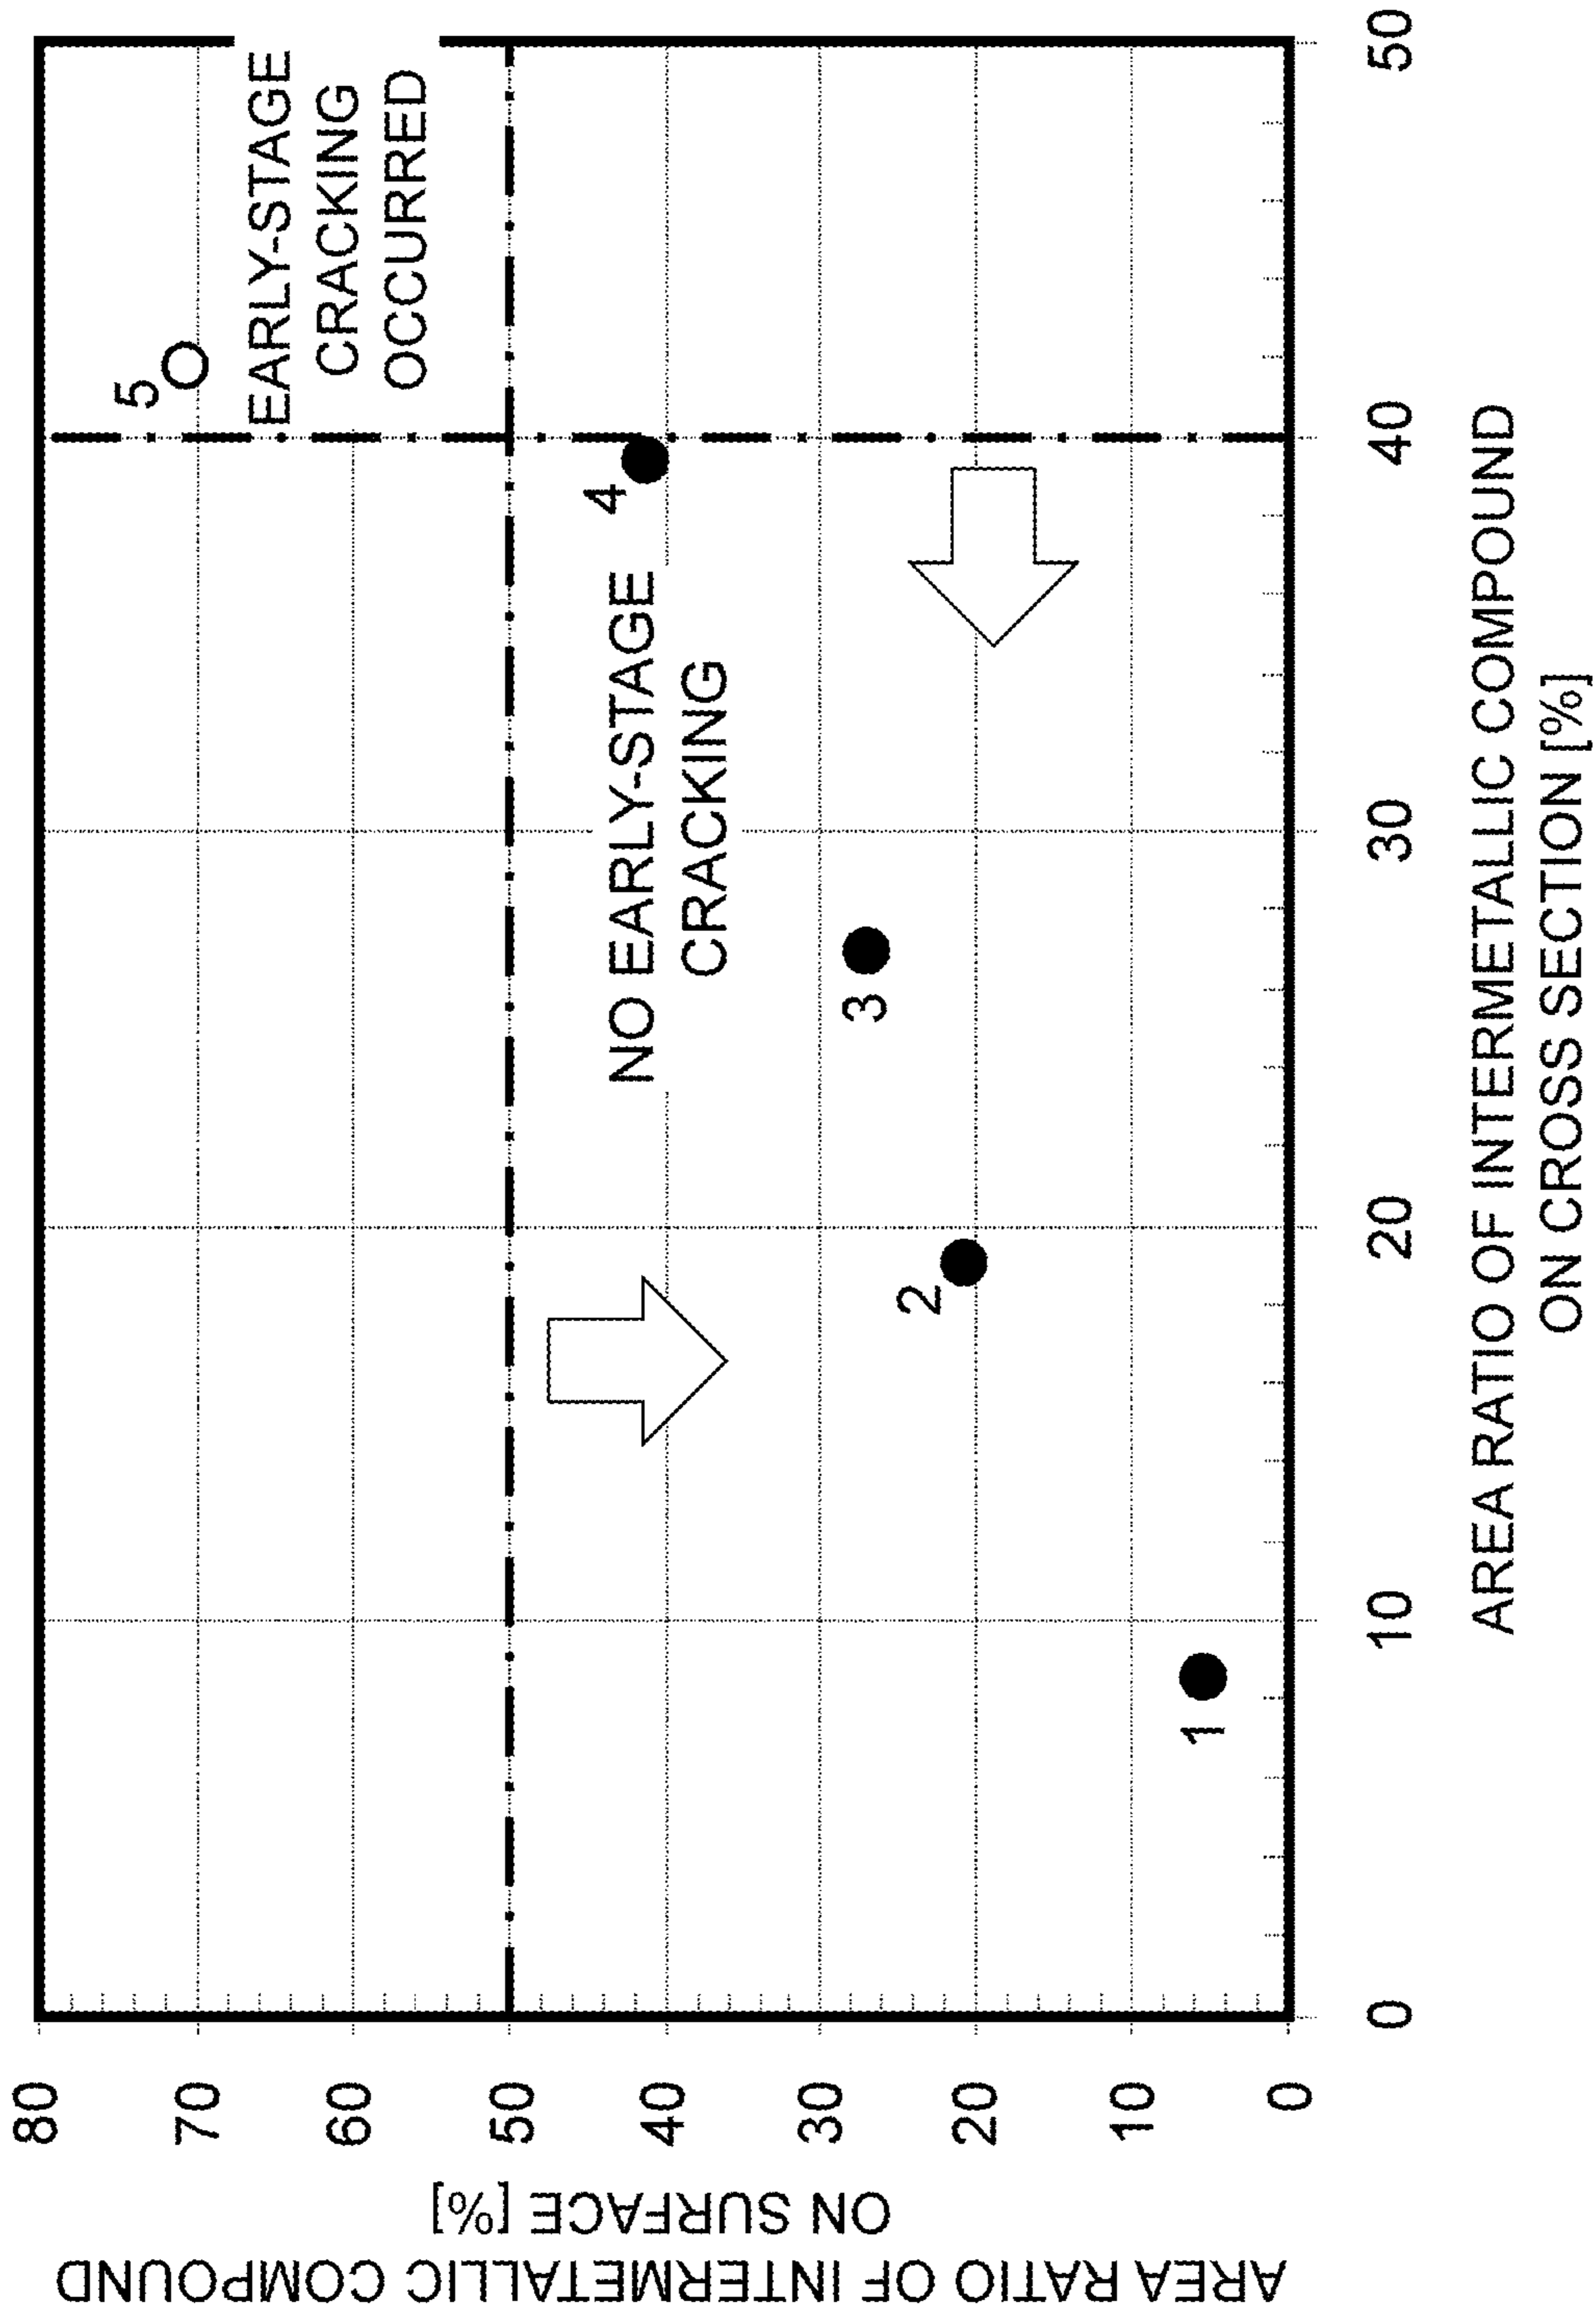 AREA RATIO OF INTERMETALLIC COMPOUND
ON SURFACE [%]
80
70
60
50
40
30
20
10
0
5
EARLY-STAGE
CRACKING
OCCURRED
4
NO EARLY-STAGE
CRACKING
3
2
1
0
10
20
30
40
50
AREA RATIO OF INTERMETALLIC COMPOUND
ON CROSS SECTION [%]